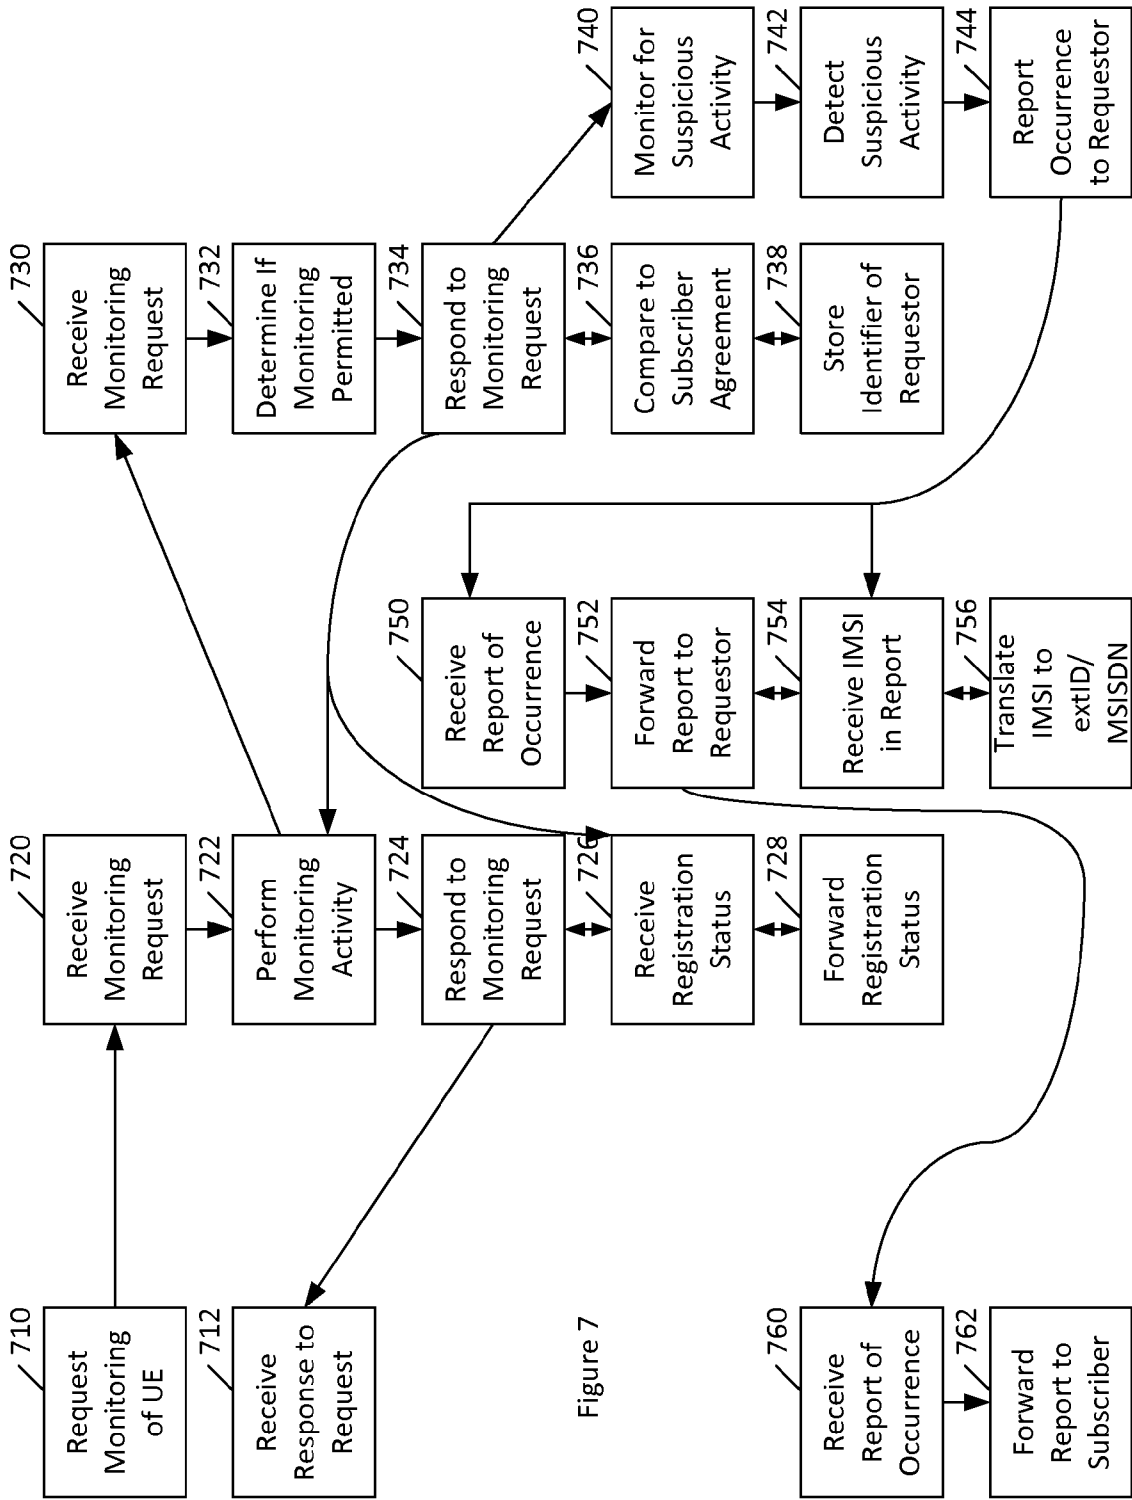 710
Request
Monitoring
of UE
712
Receive
Response to
Request
720
Receive
Monitoring
Request
722
Perform
Monitoring
Activity
724
Respond to
Monitoring
Request
726
Receive
Registration
Status
728
Forward
Registration
Status
730
Receive
Monitoring
Request
732
Determine If
Monitoring
Permitted
734
Respond to
Monitoring
Request
736
Compare to
Subscriber
Agreement
738
Store
Identifier of
Requestor
740
Monitor for
Suspicious
Activity
742
Detect
Suspicious
Activity
744
Report
Occurrence
to Requestor
750
Receive
Report of
Occurrence
752
Forward
Report to
Requestor
754
Receive IMSI
in Report
756
Translate
IMSI to
extID/
MSISDN
760
Receive
Report of
Occurrence
762
Forward
Report to
Subscriber
Figure 7